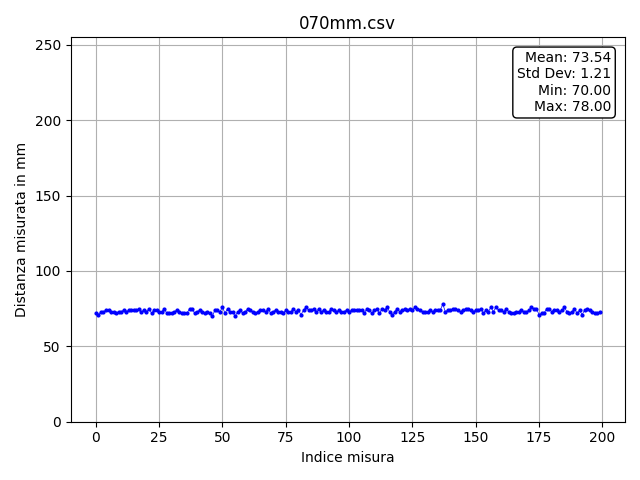 070mm.csv
250
200
150
100
50
0
Distanza misurata in mm
Mean: 73.54
Std Dev: 1.21
Min: 70.00
Max: 78.00
0 25 50 75 100 125 150 175 200
Indice misura